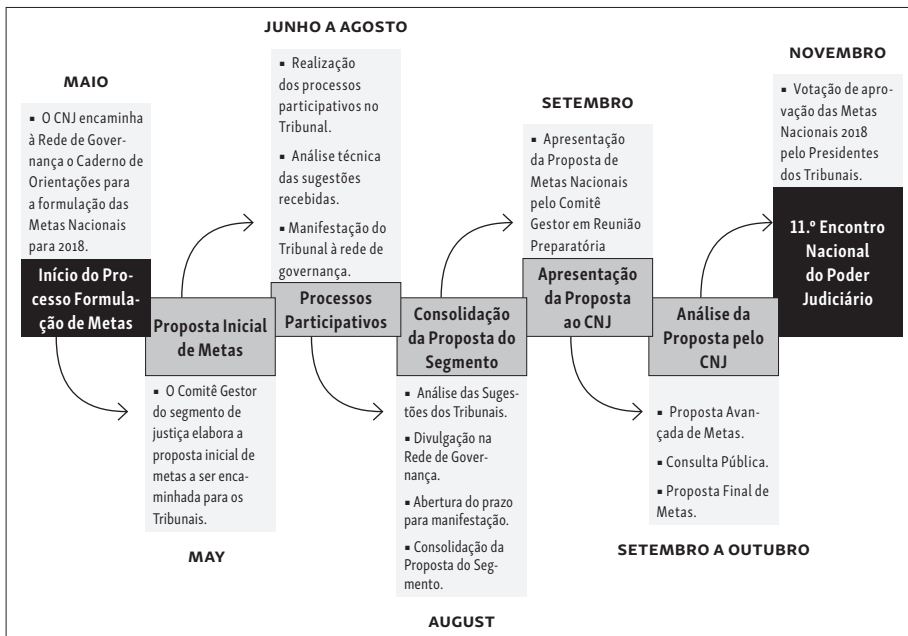 MAIO
▪ O CNJ encaminha
à Rede de Gover-
nança o Caderno de
Orientações para
a formulação das
Metas Nacionais
para 2018.
Início do Pro-
cesso Formula-
ção de Metas
Proposta Inicial
de Metas
▪ O Comitê Gestor
do segmento de
justiça elabora a
proposta inicial de
metas a ser enca-
minhada para os
Tribunais.
MAY
JUNHO A AGOSTO
▪ Realização
dos processos
participativos no
Tribunal.
▪ Análise técnica
das sugestões
recebidas.
▪ Manifestação do
Tribunal à rede de
governança.
Processos
Participativos
Consolidação
da Proposta do
Segmento
▪ Análise das Suges-
tões dos Tribunais.
▪ Divulgação na
Rede de Gover-
nança.
▪ Abertura do prazo
para manifestação.
▪ Consolidação da
Proposta do Seg-
mento.
AUGUST
SETEMBRO
▪ Apresentação
da Proposta de
Metas Nacionais
pelo Comitê
Gestor em Reunião
Preparatória
Apresentação
da Proposta
ao CNJ
Análise da
Proposta pelo
CNJ
▪ Proposta Avan-
çada de Metas.
▪ Consulta Pública.
▪ Proposta Final de
Metas.
SETEMBRO A OUTUBRO
NOVEMBRO
▪ Votação de apro-
vação das Metas
Nacionais 2018
pelo Presidentes
dos Tribunais.
11.º Encontro
Nacional
do Poder
Judiciário